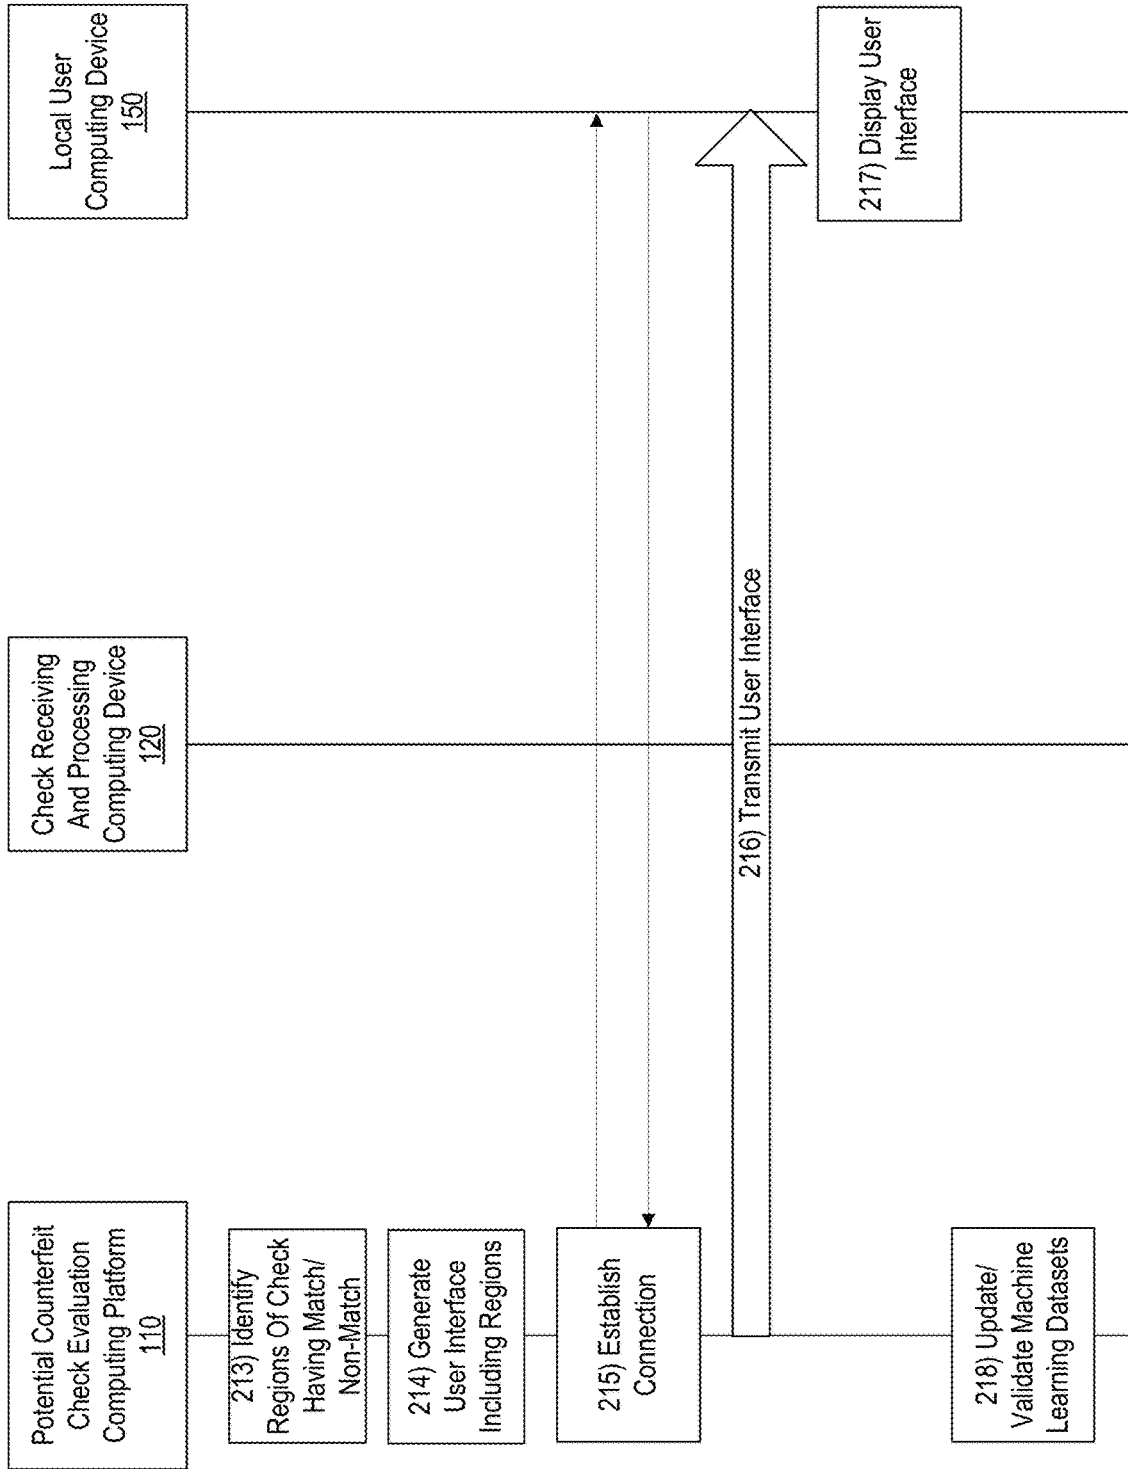 Potential Counterfeit
Check Evaluation
Computing Platform
110
Check Receiving
And Processing
Computing Device
120
Local User
Computing Device
150
213) Identify
Regions Of Check
Having Match/
Non-Match
214) Generate
User Interface
Including Regions
215) Establish
Connection
216) Transmit User Interface
217) Display User
Interface
218) Update/
Validate Machine
Learning Datasets